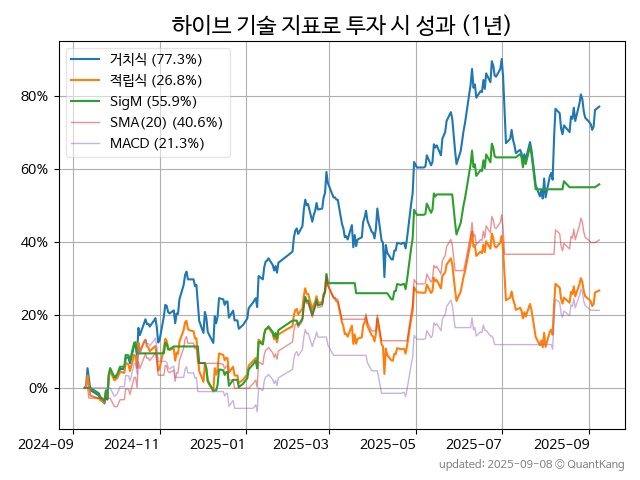 하이브 기술 지표로 투자 시 성과 (1년)
거치식 (77.3%)
적립식 (26.8%)
SigM (55.9%)
SMA(20) (40.6%)
MACD (21.3%)
80%
60%
40%
20%
0%
2024-09 2024-11 2025-01 2025-03 2025-05 2025-07 2025-09
updated: 2025-09-08 © QuantKang